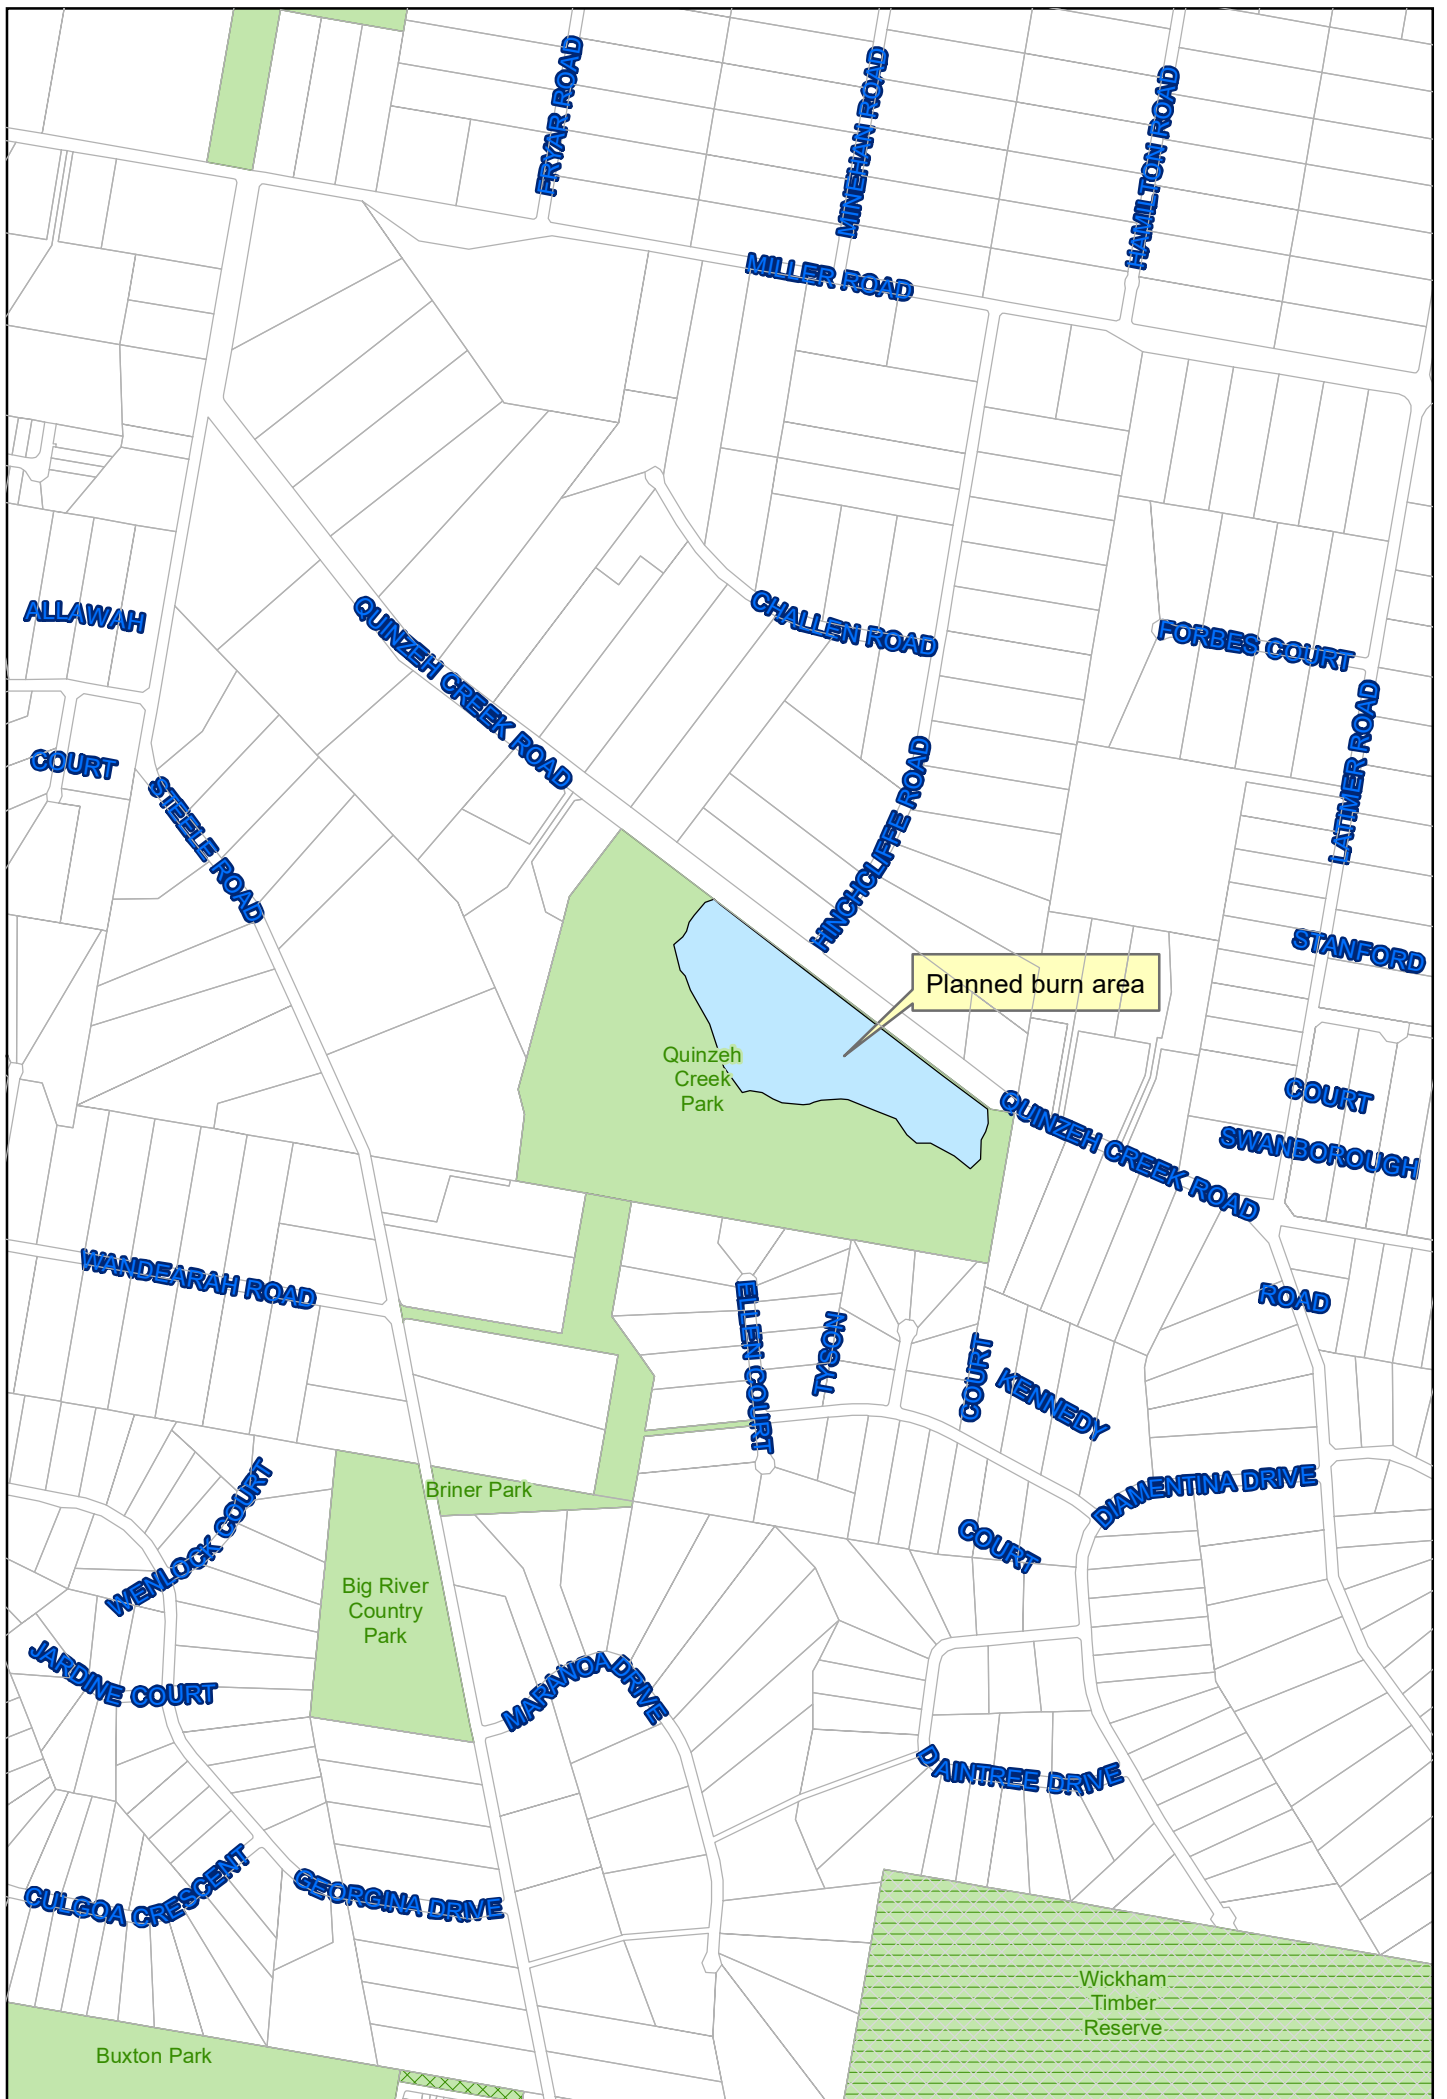 FRYAR ROAD
MINEHAN ROAD
HAMILTON ROAD
MILLER ROAD
ALLAWAH
COURT
QUINZEH CREEK ROAD
CHALLEN ROAD
FORBES COURT
LATIMER ROAD
STEELE ROAD
HINCHCLIFFE ROAD
STANFORD
COURT
Planned burn area
Quinzeh
Creek
Park
QUINZEH CREEK ROAD
SWANBOROUGH
ROAD
WANDEARAH ROAD
ELLEN COURT
TYSON
COURT
KENNEDY
COURT
DIAMENTINA DRIVE
Briner Park
WENLOCK COURT
Big River
Country
Park
JARDINE COURT
MARANOA DRIVE
DAINTREE DRIVE
CULGOA CRESCENT
GEORGINA DRIVE
Wickham
Timber
Reserve
Buxton Park